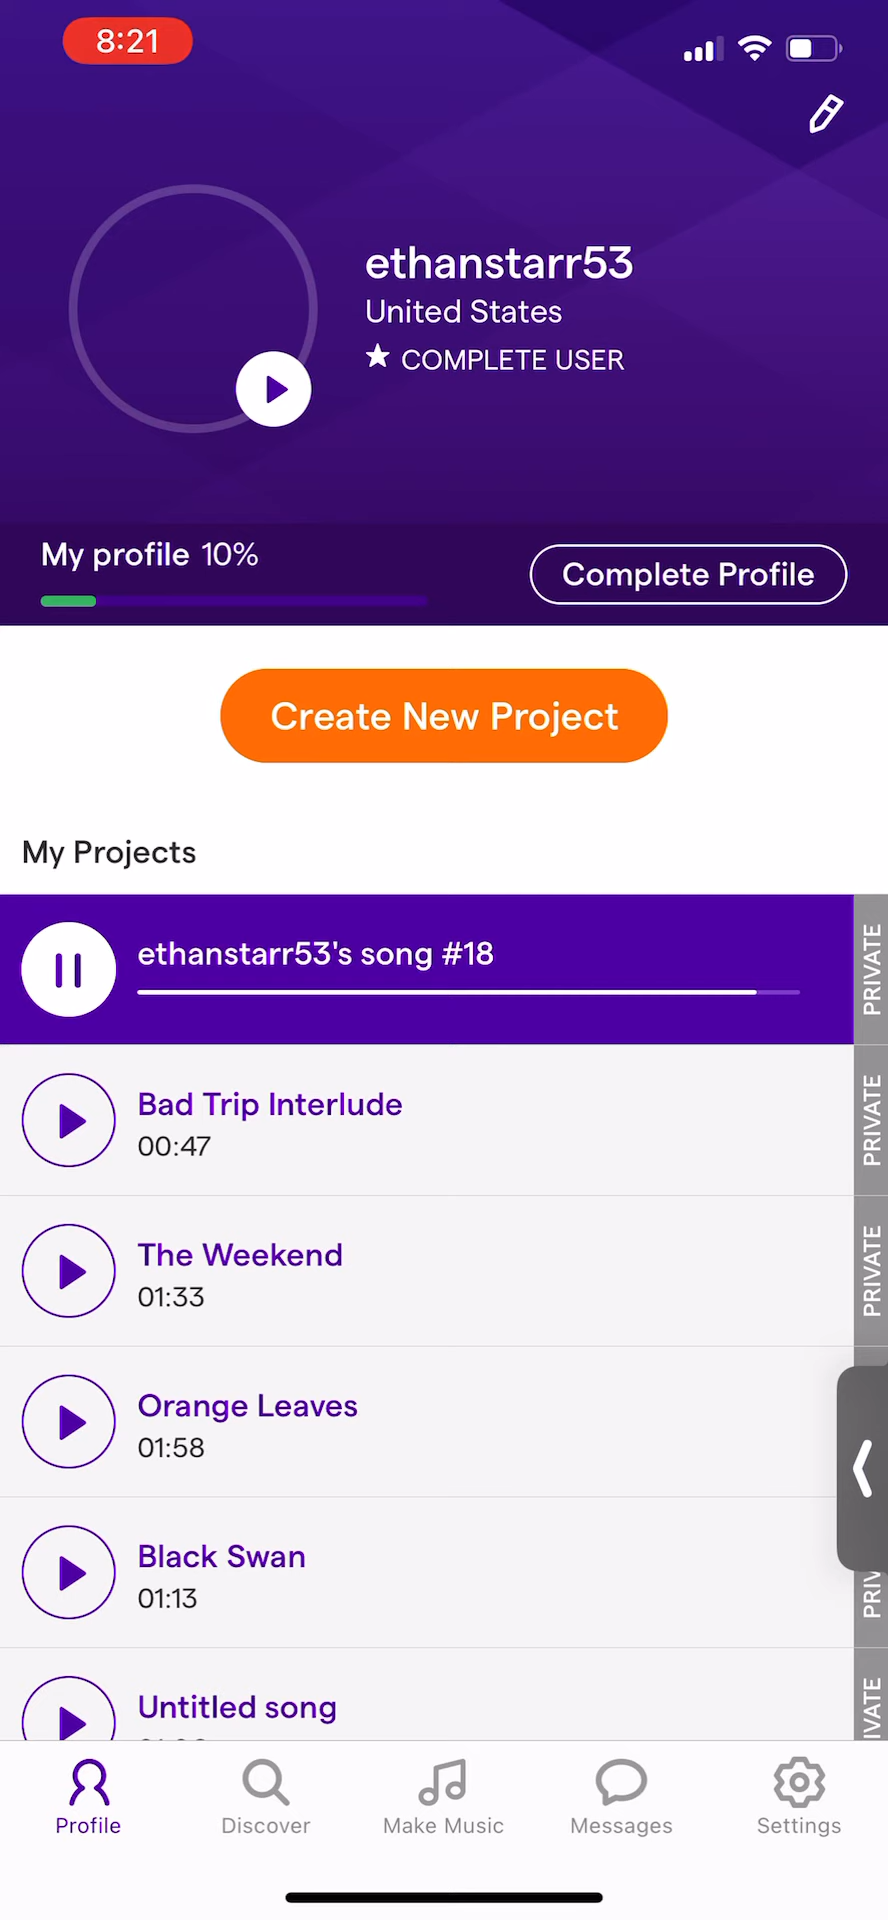 8:21
ethanstarr53
United States
COMPLETE USER
My profile 10%
Complete Profile
Create New Project
My Projects
ethanstarr53's song #18
PRIVATE
Bad Trip Interlude
00:47
PRIVATE
The Weekend
01:33
PRIVATE
Orange Leaves
01:58
Black Swan
01:13
PRIV
Untitled song
IVATE
Profile
Discover
Make Music
Messages
Settings